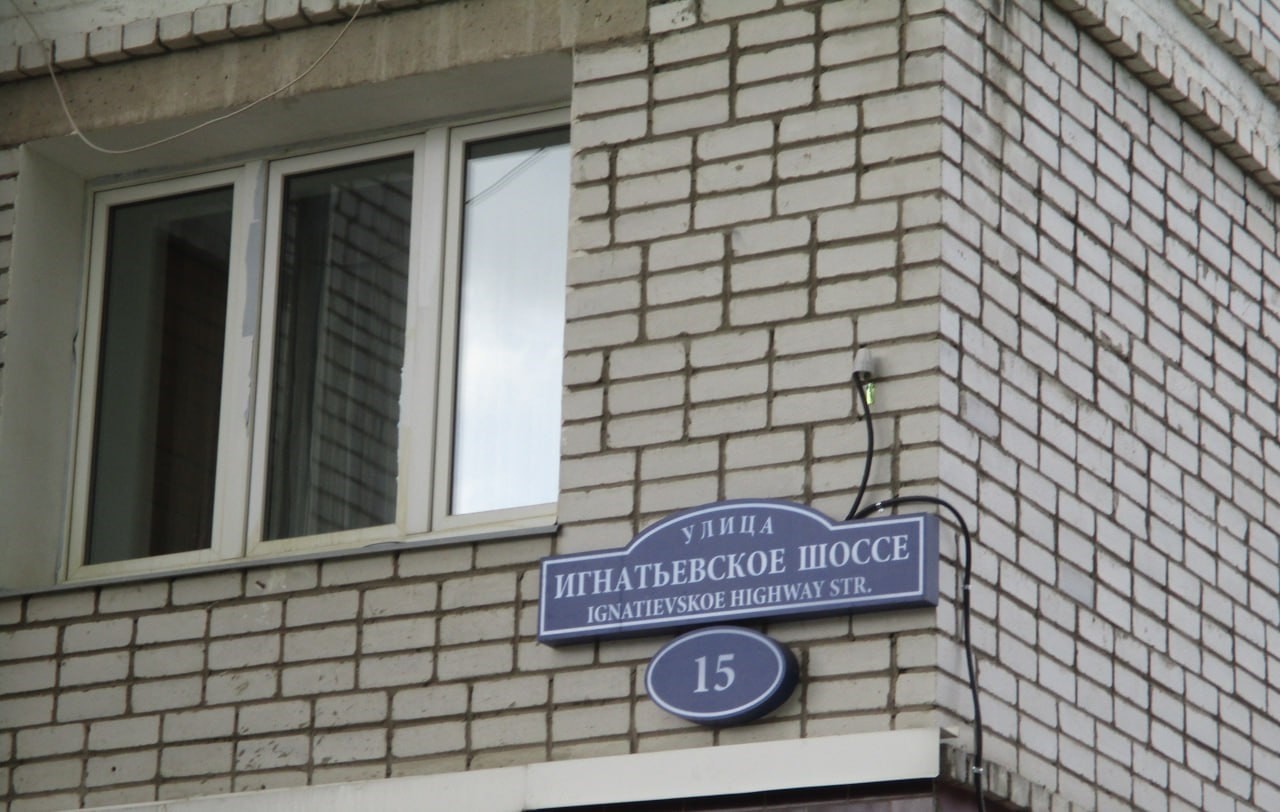 УЛИЦА
ИГНАТЬЕВСКОЕ ШОССЕ
IGNATIEVSKOE HIGHWAY STR.
15